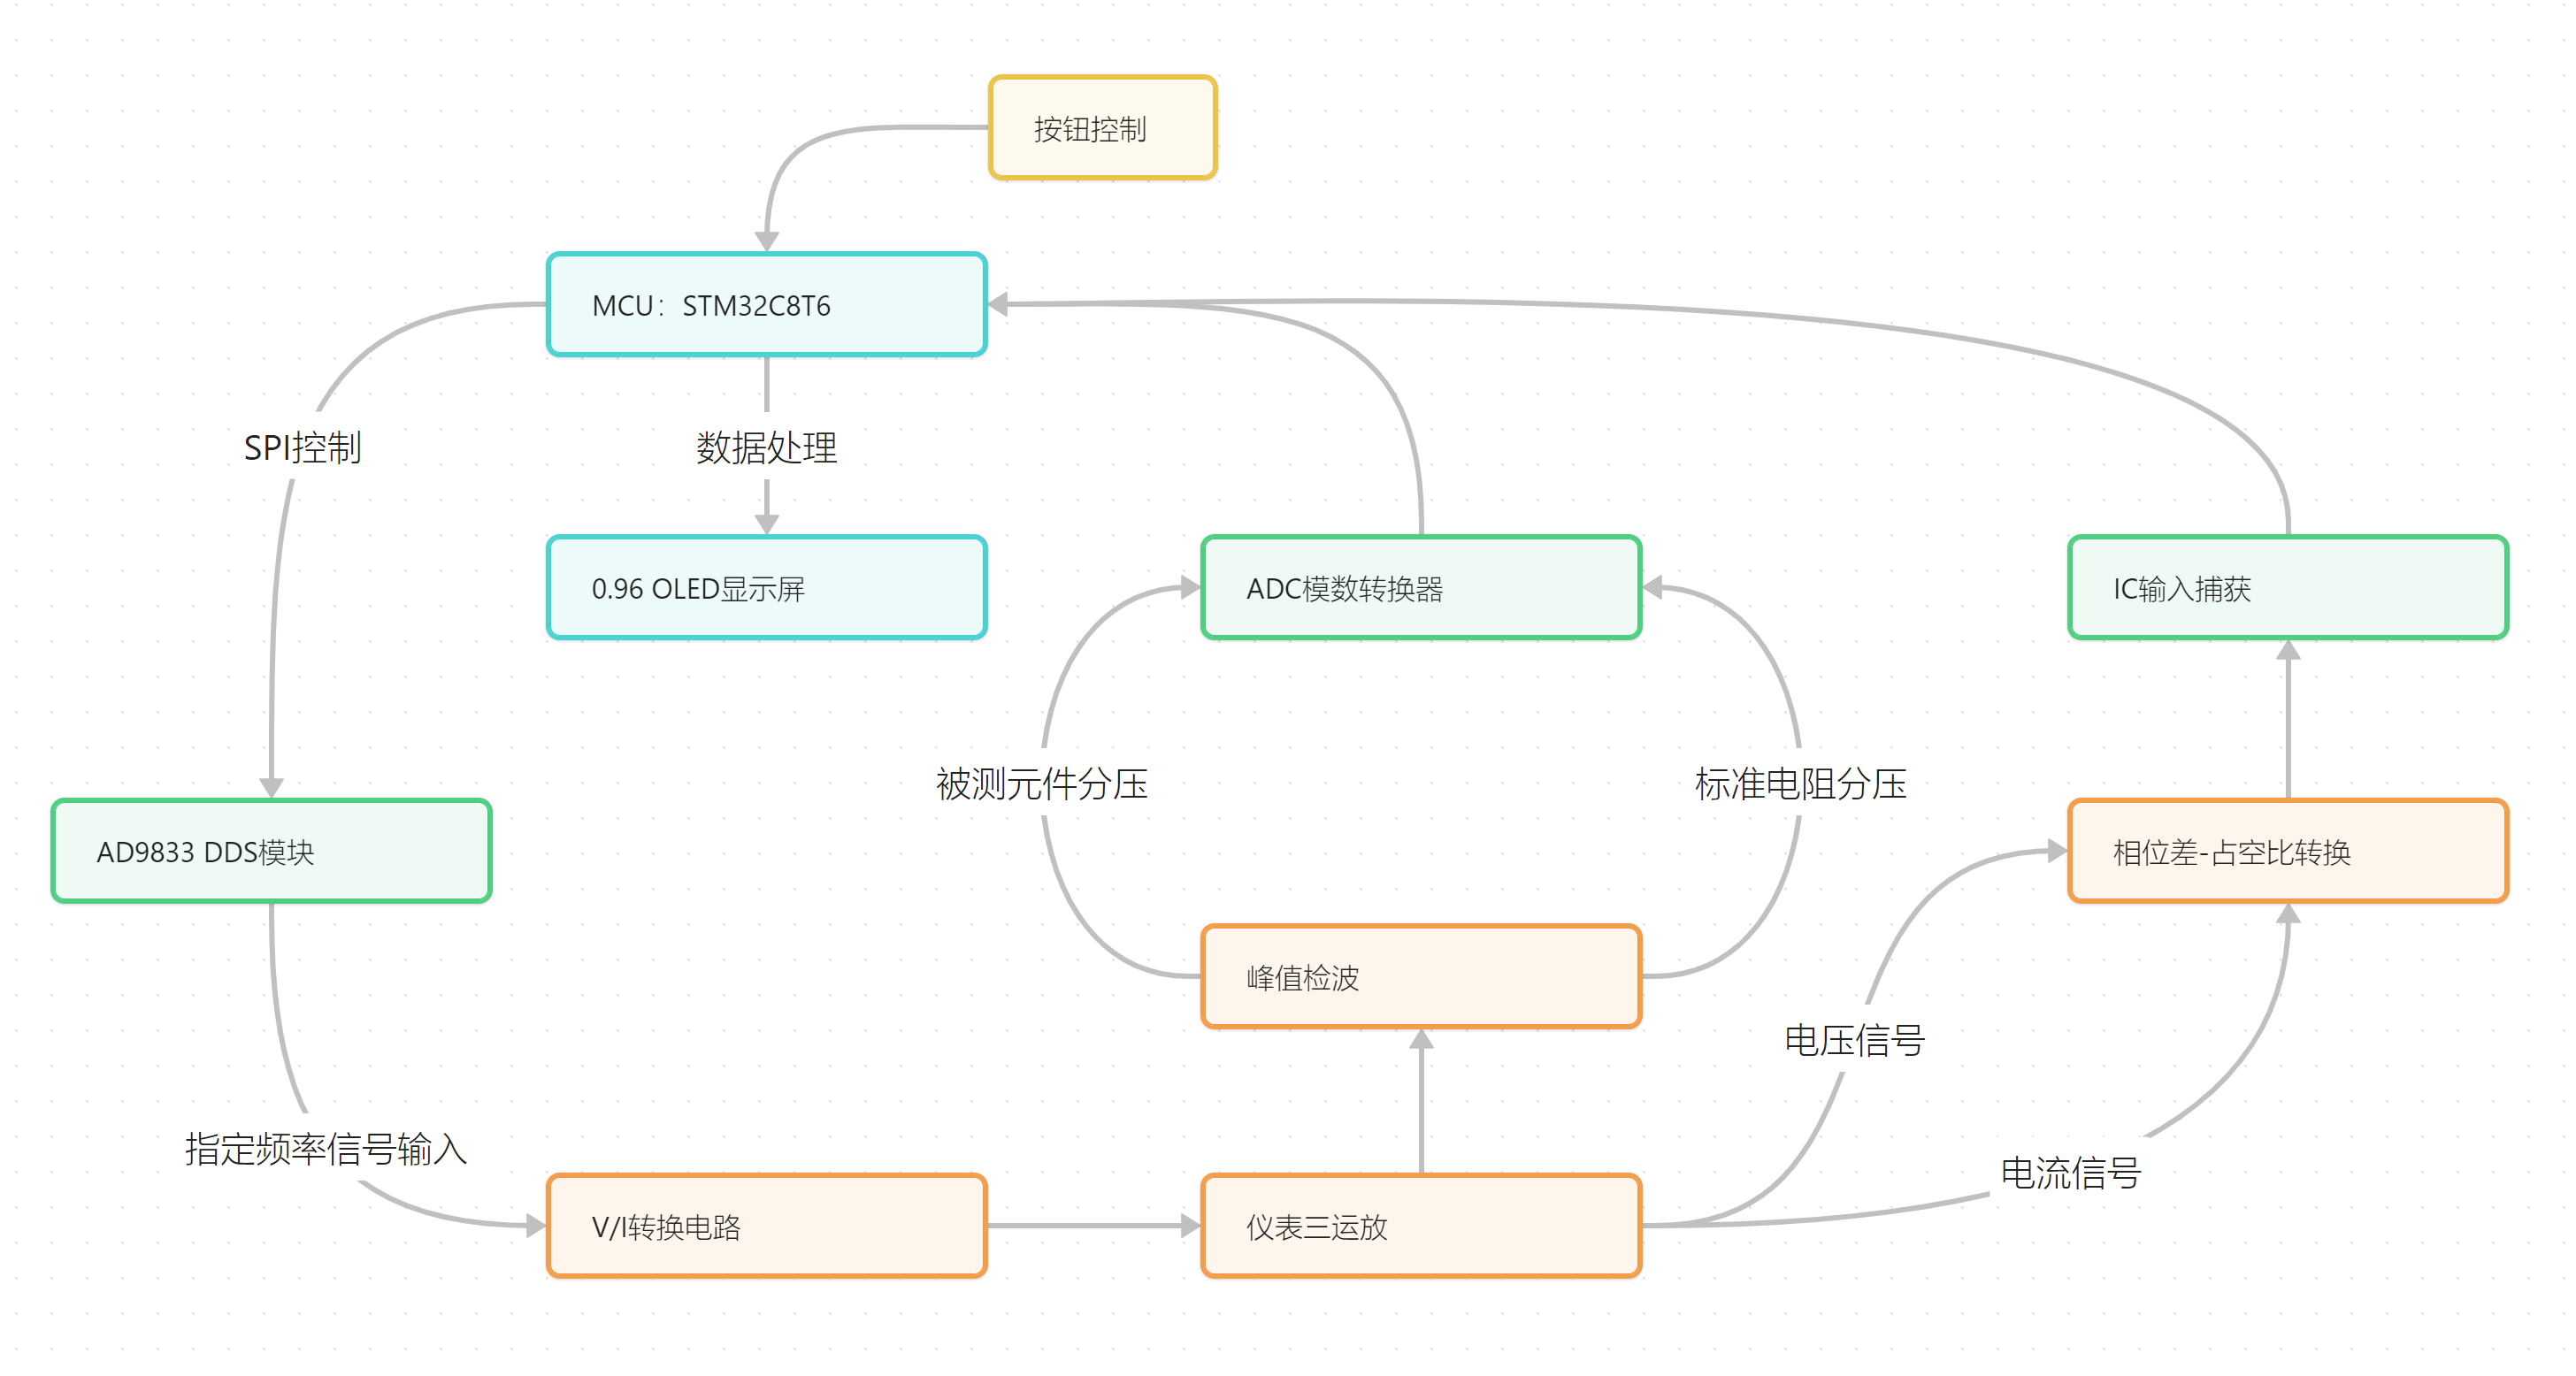 按钮控制
MCU：STM32C8T6
SPI控制
数据处理
0.96 OLED显示屏
ADC模数转换器
IC输入捕获
被测元件分压
标准电阻分压
AD9833 DDS模块
相位差-占空比转换
峰值检波
电压信号
指定频率信号输入
电流信号
V/I转换电路
仪表三运放